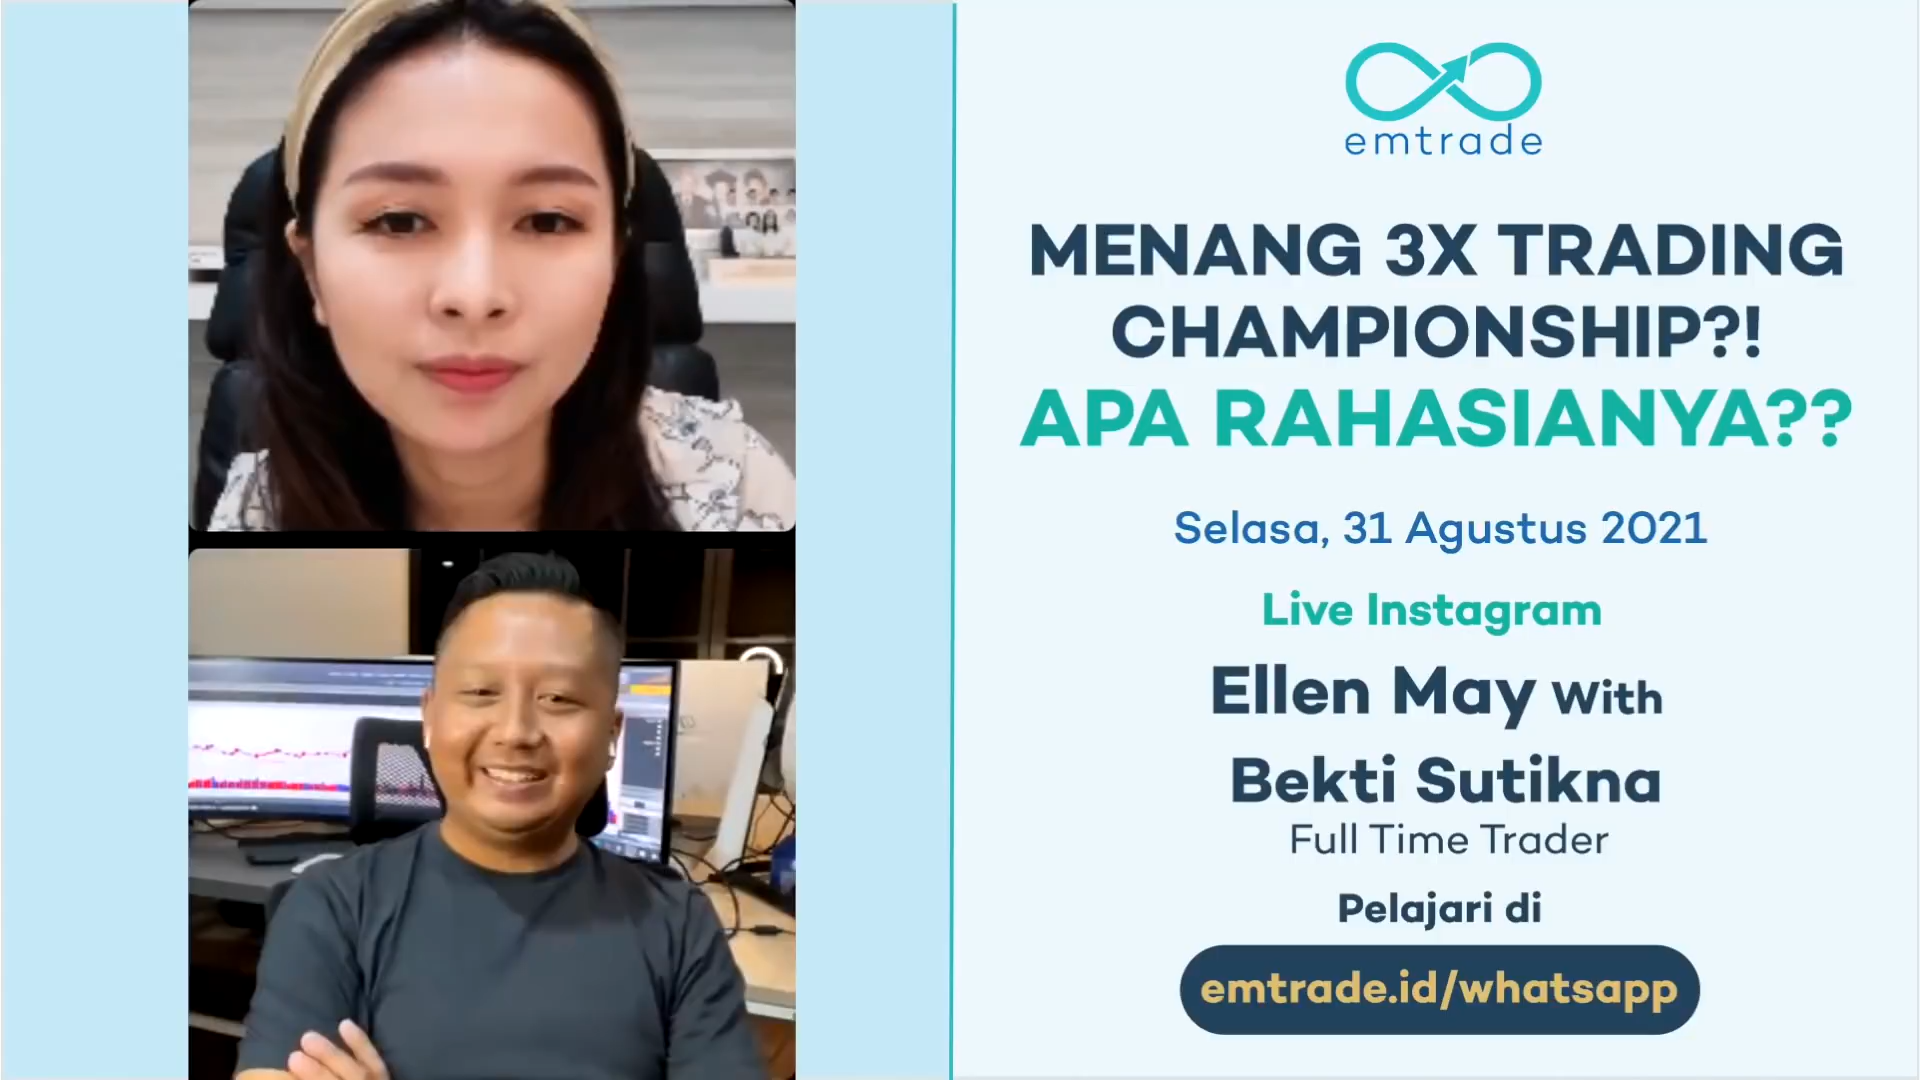 emtrade
MENANG 3X TRADING
CHAMPIONSHIP?!
APA RAHASIANYA??
Selasa, 31 Agustus 2021
Live Instagram
Ellen May With
Bekti Sutikna
Full Time Trader
Pelajari di
emtrade.id/whatsapp